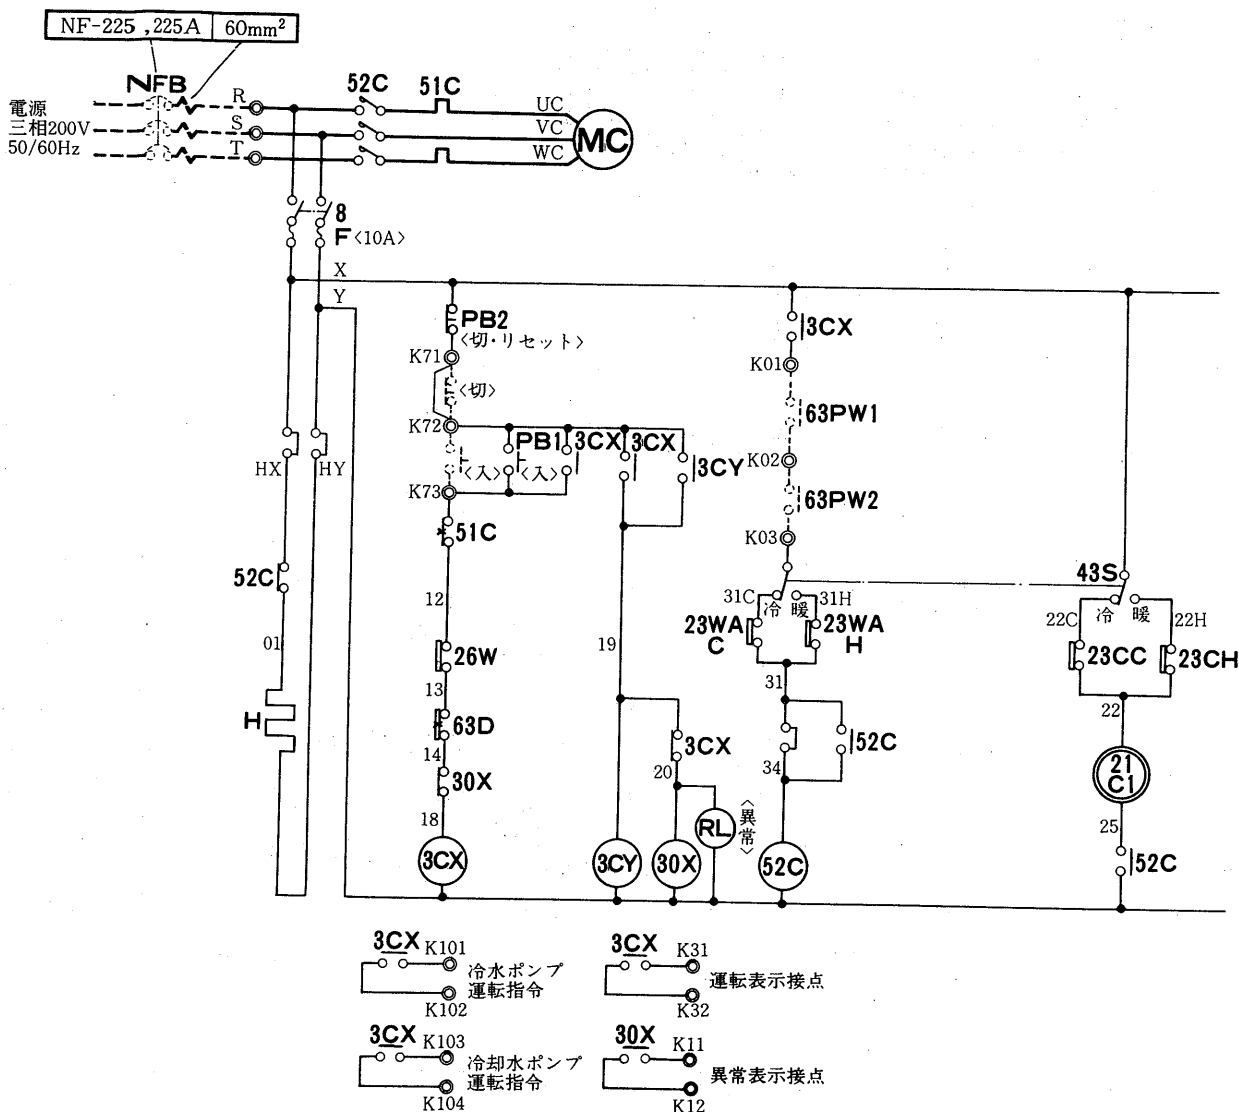 NF-225 ,225A 60mm²
NFB
電源
三相200V
50/60Hz
R
S
T
52C
51C
UC
VC
WC
MC
8
F〈10A〉
X
Y
PB2
〈切・リセット〉
K71
〈切〉
K72
〈入〉
PB1
〈入〉
3CX
3CX
3CY
K73
51C
HX
HY
52C
01
H
12
26W
13
63D
14
30X
18
3CX
19
3CY
3CX
20
30X
RL
〈異常〉
3CX
K01
63PW1
K02
63PW2
K03
31C
冷 暖
31H
23WA
C
23WA
H
31
52C
34
52C
43S
22C
冷 暖
22H
23CC
23CH
22
21
C1
25
52C
3CX
K101
冷水ポンプ
運転指令
K102
3CX
K31
運転表示接点
K32
3CX
K103
冷却水ポンプ
運転指令
K104
30X
K11
異常表示接点
K12